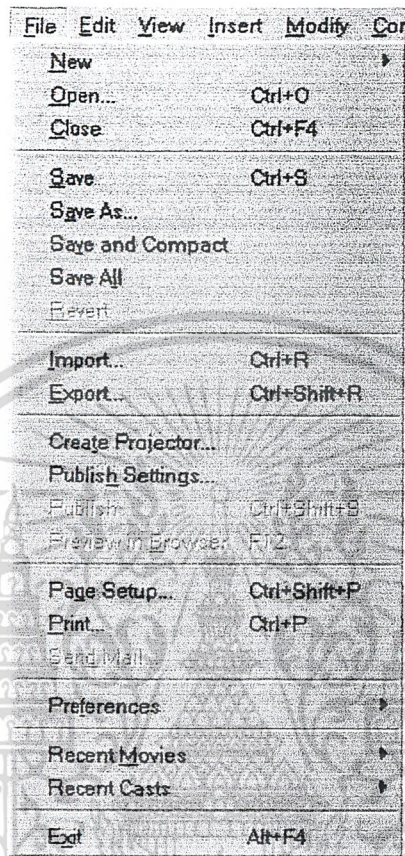 File Edit View Insert Modify Con
New
Open... Ctrl+O
Close Ctrl+F4
Save Ctrl+S
Save As...
Save and Compact
Save All
Revert
Import... Ctrl+R
Export... Ctrl+Shift+R
Create Projector...
Publish Settings...
Publish Ctrl+Shift+S
Preview in Browser F12
Page Setup... Ctrl+Shift+P
Print... Ctrl+P
Send Mail...
Preferences
Recent Movies
Recent Casts
Exit Alt+F4